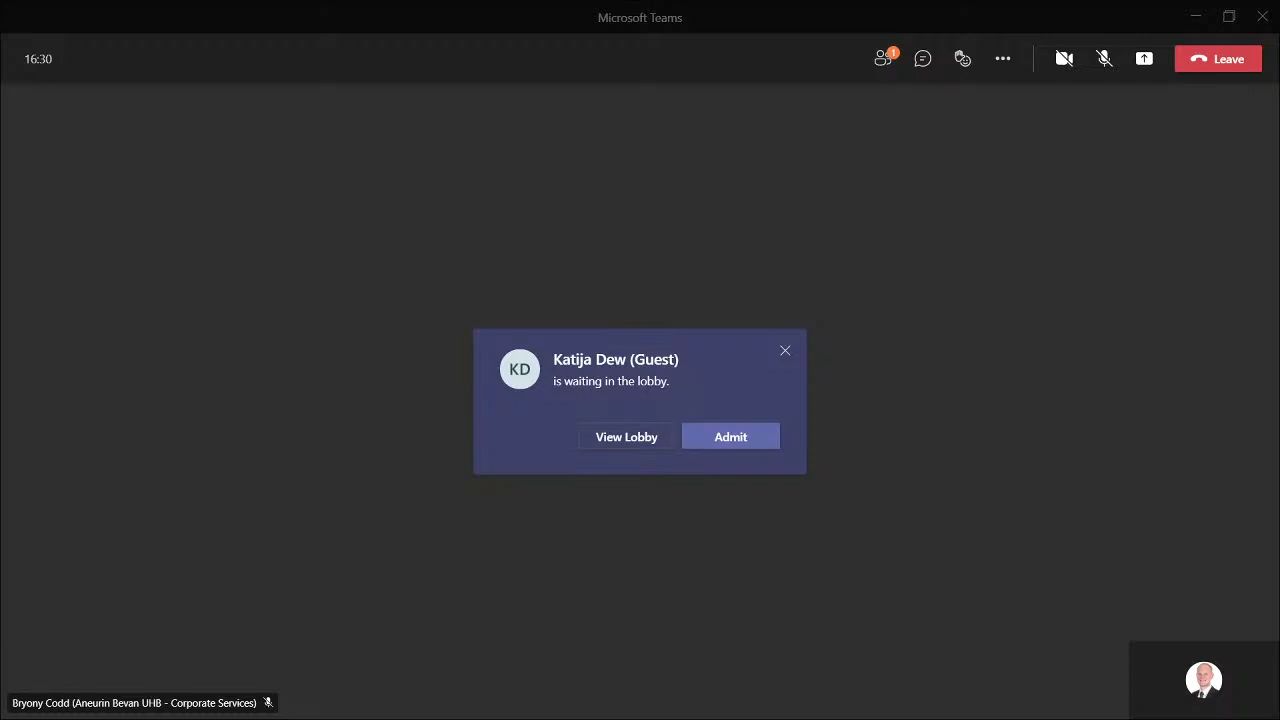 Microsoft Teams
16:30
1
Leave
Katija Dew (Guest)
KD
is waiting in the lobby.
View Lobby
Admit
Bryony Codd (Aneurin Bevan UHB - Corporate Services)